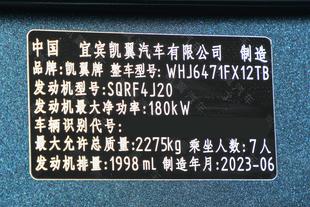 中国 宜宾凯翼汽车有限公司 制造
品牌:凯翼牌 整车型号:WHJ6471FX12TB
发动机型号:SQRF4J20
发动机最大净功率:180kW
车辆识别代号:
最大允许总质量:2275kg 乘坐人数:7人
发动机排量:1998 mL 制造年月:2023-06